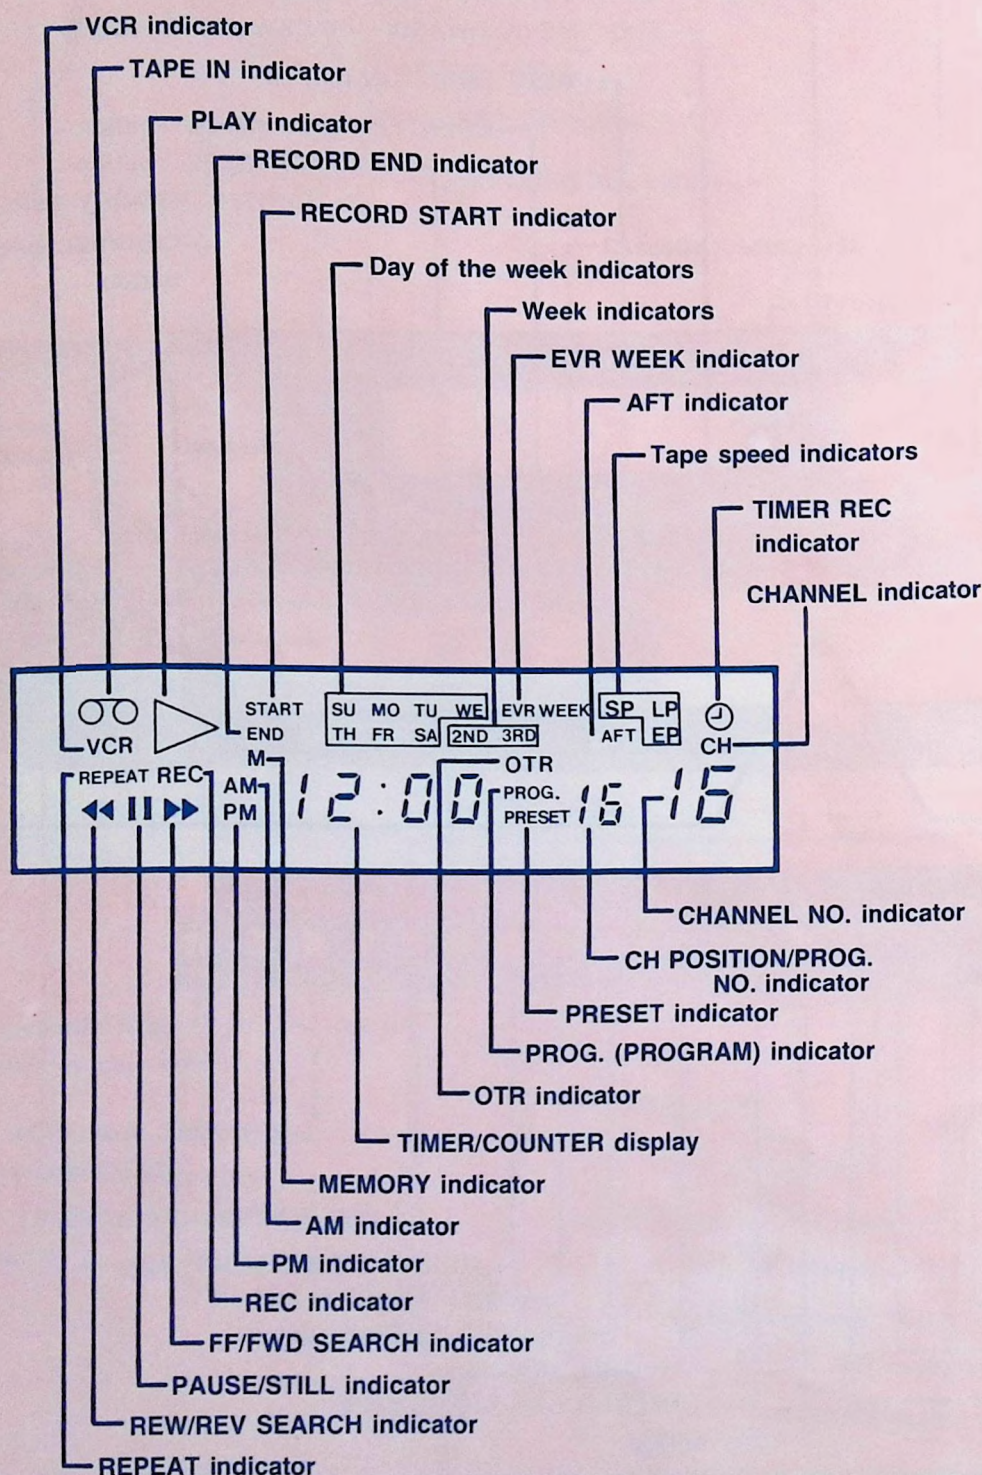 VCR indicator
TAPE IN indicator
PLAY indicator
RECORD END indicator
RECORD START indicator
Day of the week indicators
Week indicators
EVR WEEK indicator
AFT indicator
Tape speed indicators
TIMER REC
indicator
CHANNEL indicator
START SU MO TU WE EVR WEEK SP LP
VCR END TH FR SA 2ND 3RD AFT EP CH
M OTR
REPEAT REC AM 12:00 PROG. 16 16
PM PRESET
CHANNEL NO. indicator
CH POSITION/PROG.
NO. indicator
PRESET indicator
PROG. (PROGRAM) indicator
OTR indicator
TIMER/COUNTER display
MEMORY indicator
AM indicator
PM indicator
REC indicator
FF/FWD SEARCH indicator
PAUSE/STILL indicator
REW/REV SEARCH indicator
REPEAT indicator